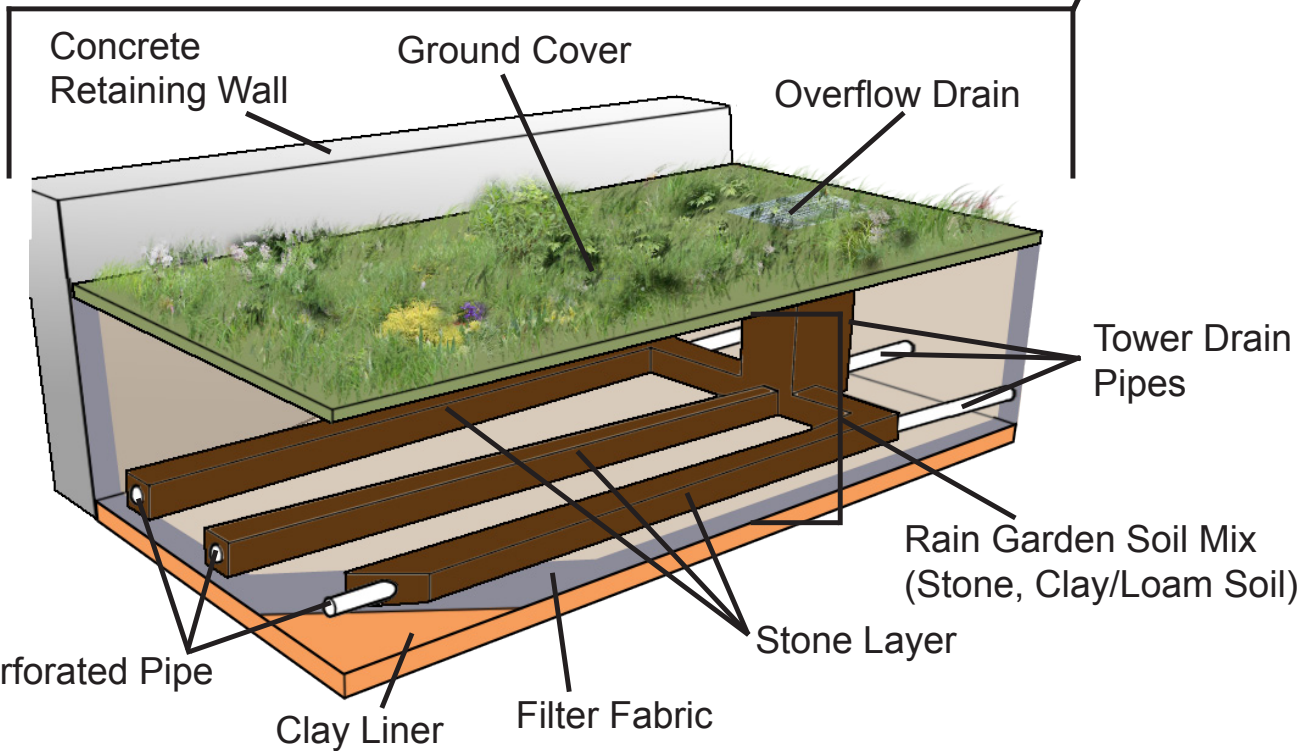 Concrete
Retaining Wall
Ground Cover
Overflow Drain
Tower Drain
Pipes
Rain Garden Soil Mix
(Stone, Clay/Loam Soil)
Stone Layer
rforated Pipe
Filter Fabric
Clay Liner